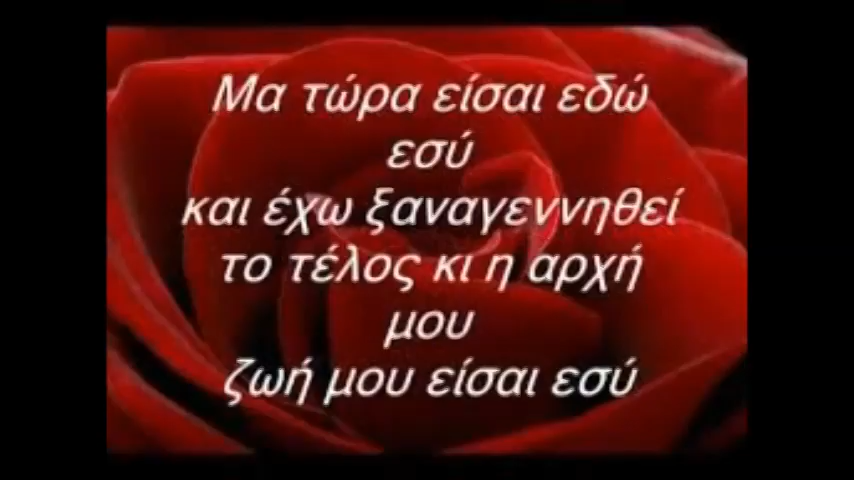 Μα τώρα είσαι εδώ
εσύ
και έχω ξαναγεννηθεί
το τέλος κι η αρχή
μου
ζωή μου είσαι εσύ